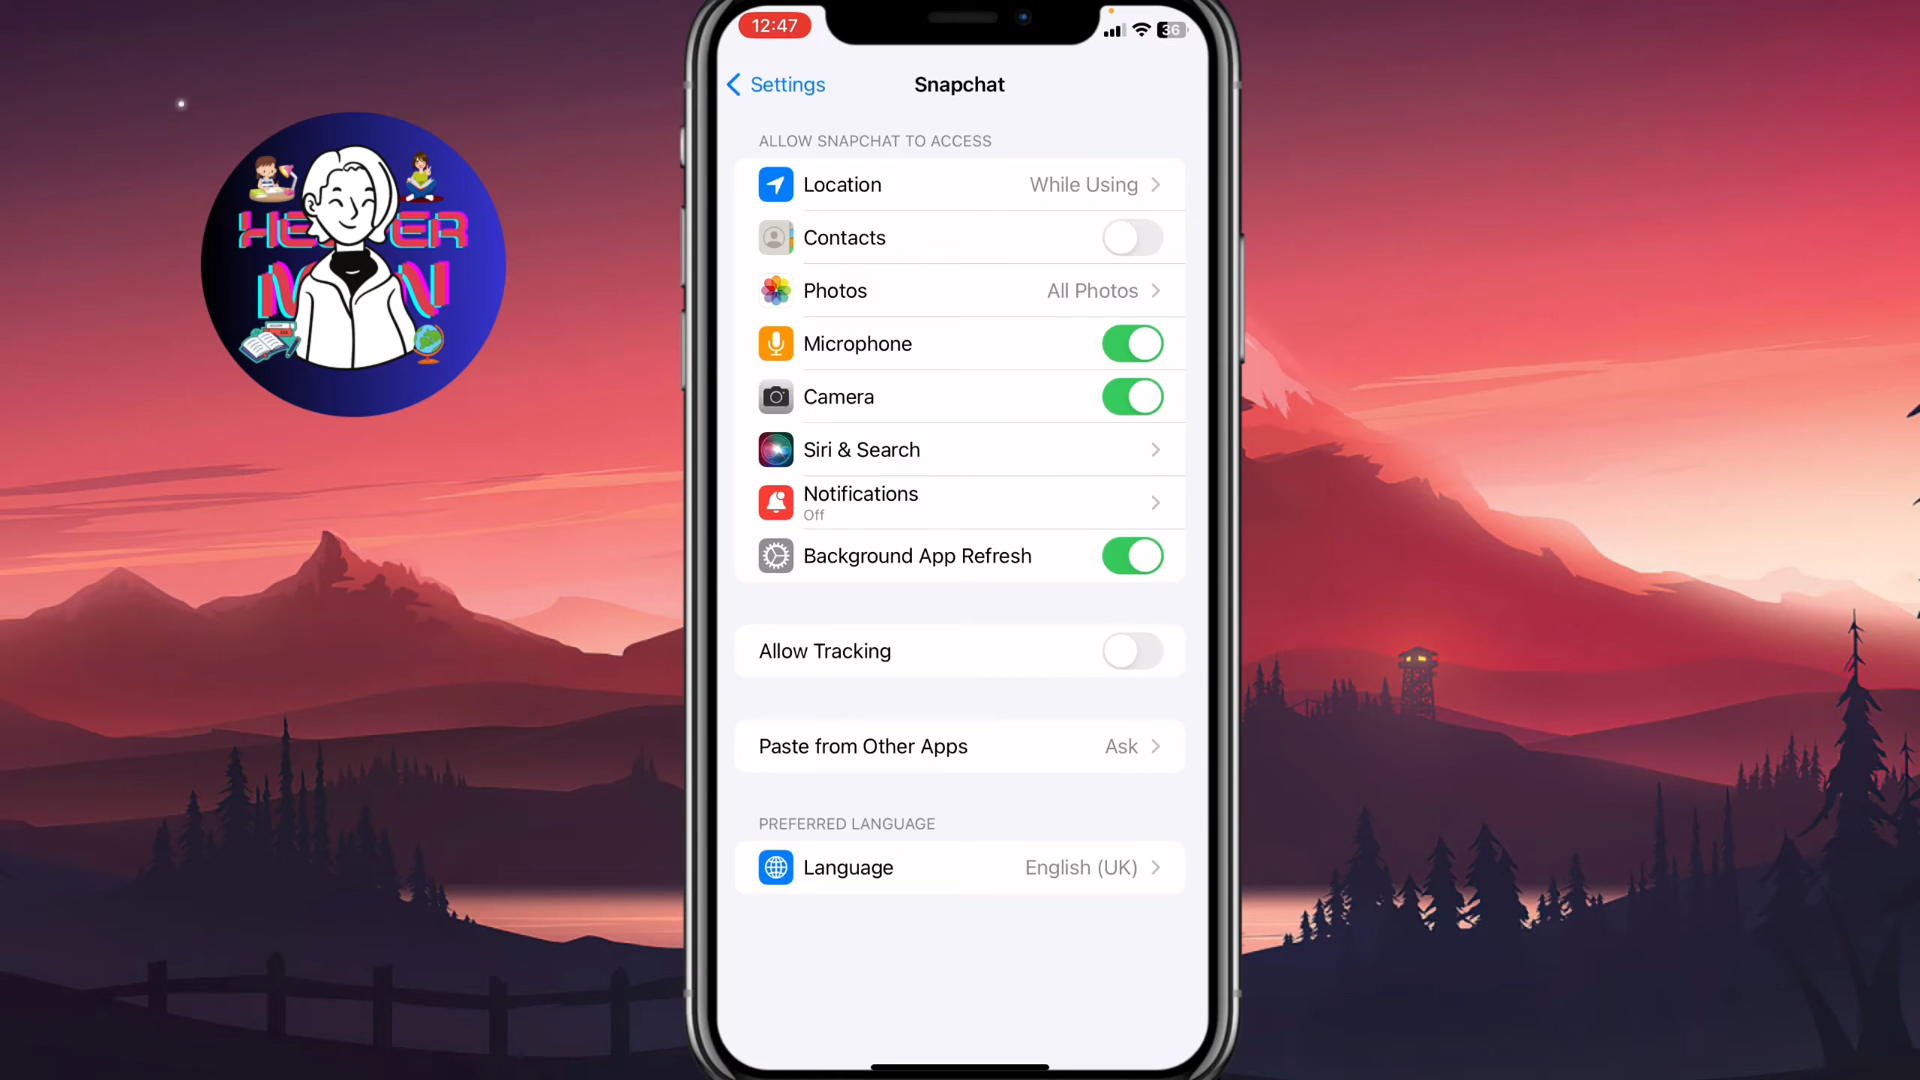 12:47
36
Settings
Snapchat
ALLOW SNAPCHAT TO ACCESS
Location
While Using
Contacts
Photos
All Photos
Microphone
Camera
Siri & Search
Notifications
Off
Background App Refresh
Allow Tracking
Paste from Other Apps
Ask
PREFERRED LANGUAGE
Language
English (UK)